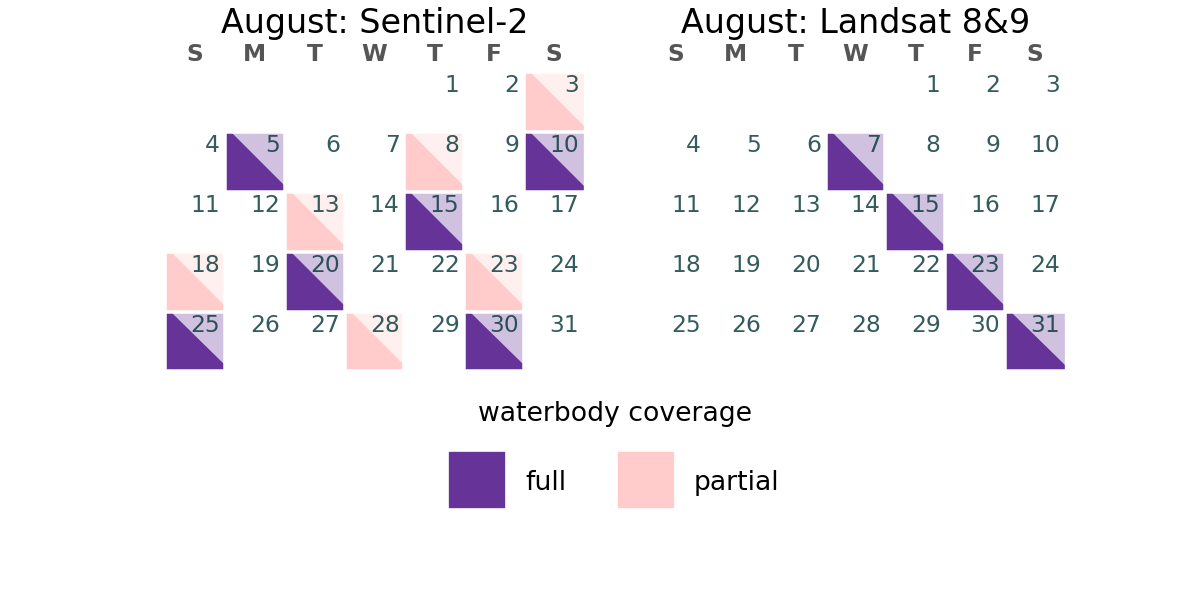 August: Sentinel-2
S M T W T F S
1 2 3
4 5 6 7 8 9 10
11 12 13 14 15 16 17
18 19 20 21 22 23 24
25 26 27 28 29 30 31
August: Landsat 8&9
S M T W T F S
1 2 3
4 5 6 7 8 9 10
11 12 13 14 15 16 17
18 19 20 21 22 23 24
25 26 27 28 29 30 31
waterbody coverage
full partial